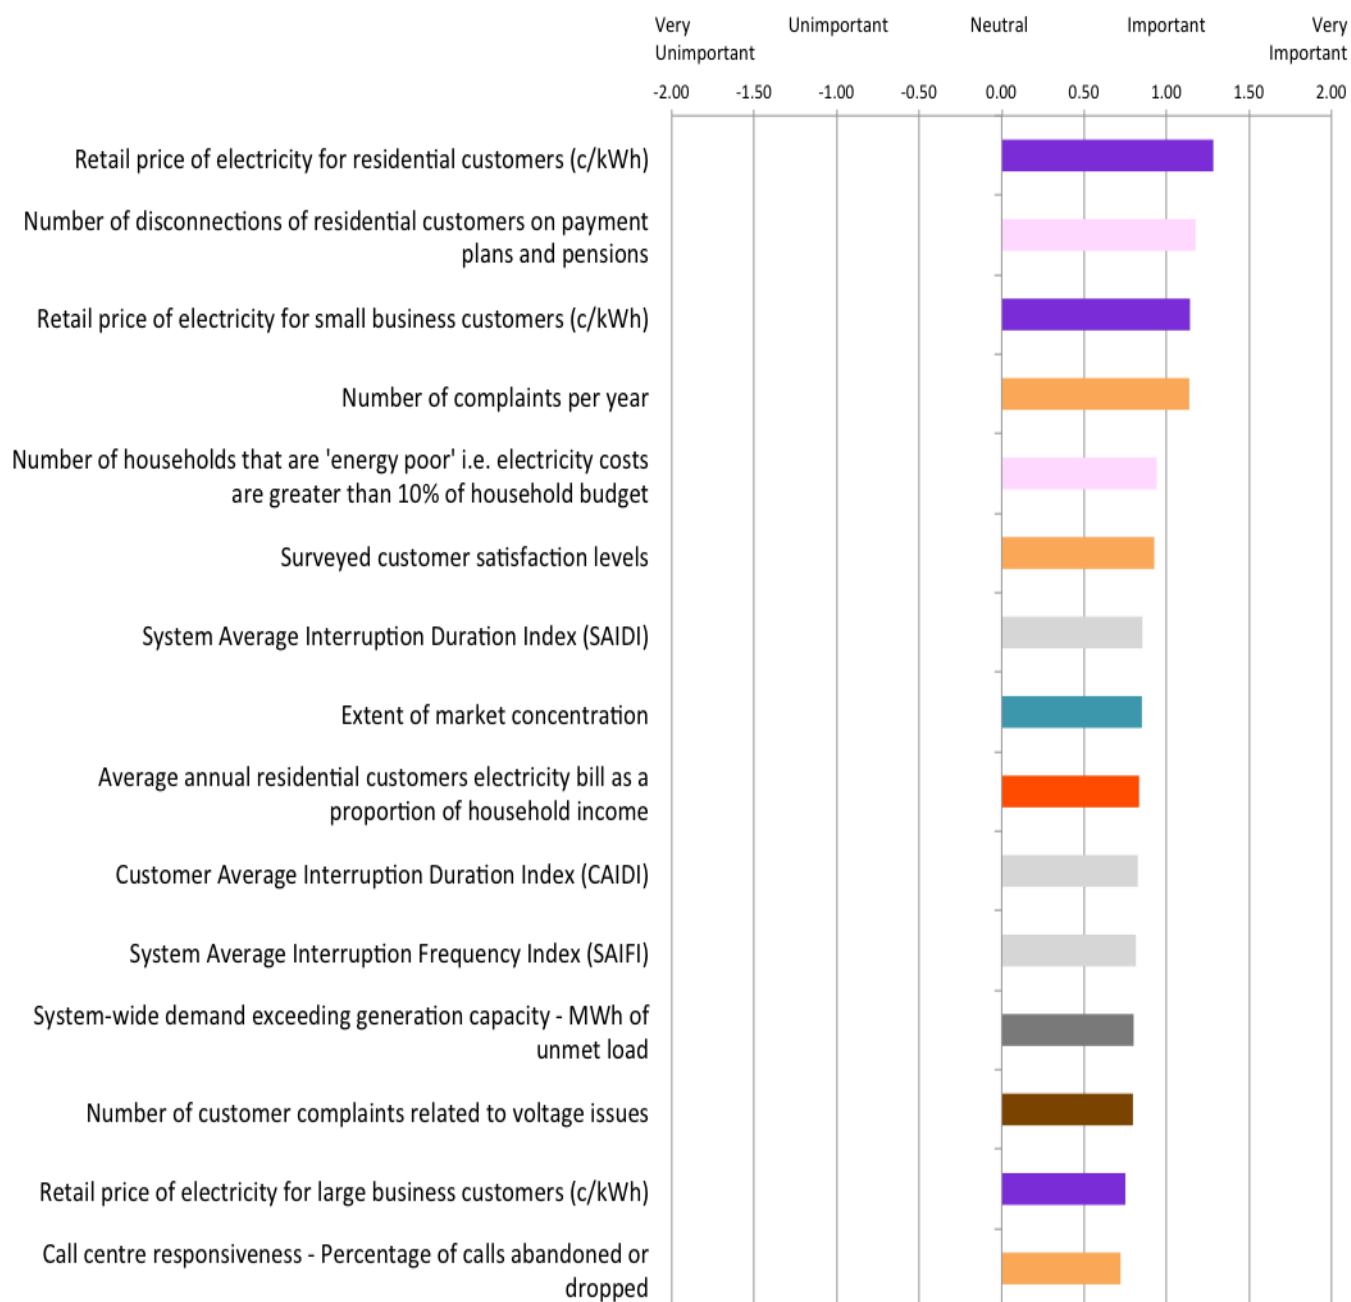 Very Unimportant Neutral Important Very
Unimportant Important
-2.00 -1.50 -1.00 -0.50 0.00 0.50 1.00 1.50 2.00
Retail price of electricity for residential customers (c/kWh)
Number of disconnections of residential customers on payment
plans and pensions
Retail price of electricity for small business customers (c/kWh)
Number of complaints per year
Number of households that are 'energy poor' i.e. electricity costs
are greater than 10% of household budget
Surveyed customer satisfaction levels
System Average Interruption Duration Index (SAIDI)
Extent of market concentration
Average annual residential customers electricity bill as a
proportion of household income
Customer Average Interruption Duration Index (CAIDI)
System Average Interruption Frequency Index (SAIFI)
System-wide demand exceeding generation capacity - MWh of
unmet load
Number of customer complaints related to voltage issues
Retail price of electricity for large business customers (c/kWh)
Call centre responsiveness - Percentage of calls abandoned or
dropped